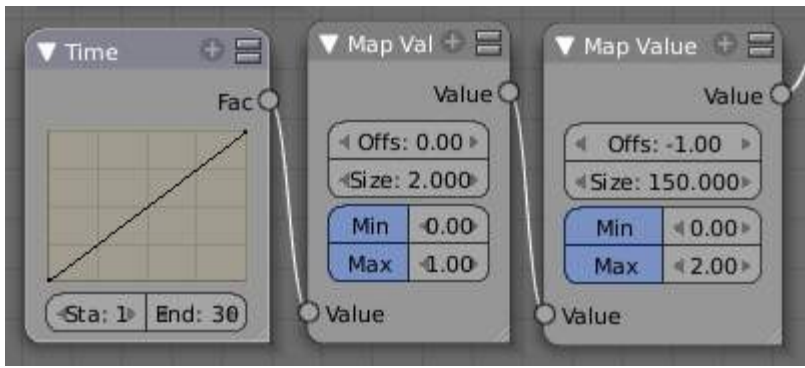 Time
Fac
Sta: 1
End: 30
Map Val
Value
Offs: 0.00
Size: 2.000
Min 0.00
Max 1.00
Value
Map Value
Value
Offs: -1.00
Size: 150.000
Min 0.00
Max 2.00
Value